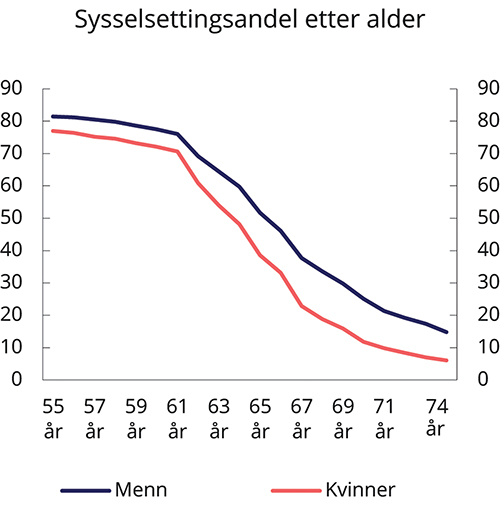 Sysselsettingsandel etter alder
90 90
80 80
70 70
60 60
50 50
40 40
30 30
20 20
10 10
0 0
55 57 59 61 63 65 67 69 71 74
år år år år år år år år år år
Menn Kvinner